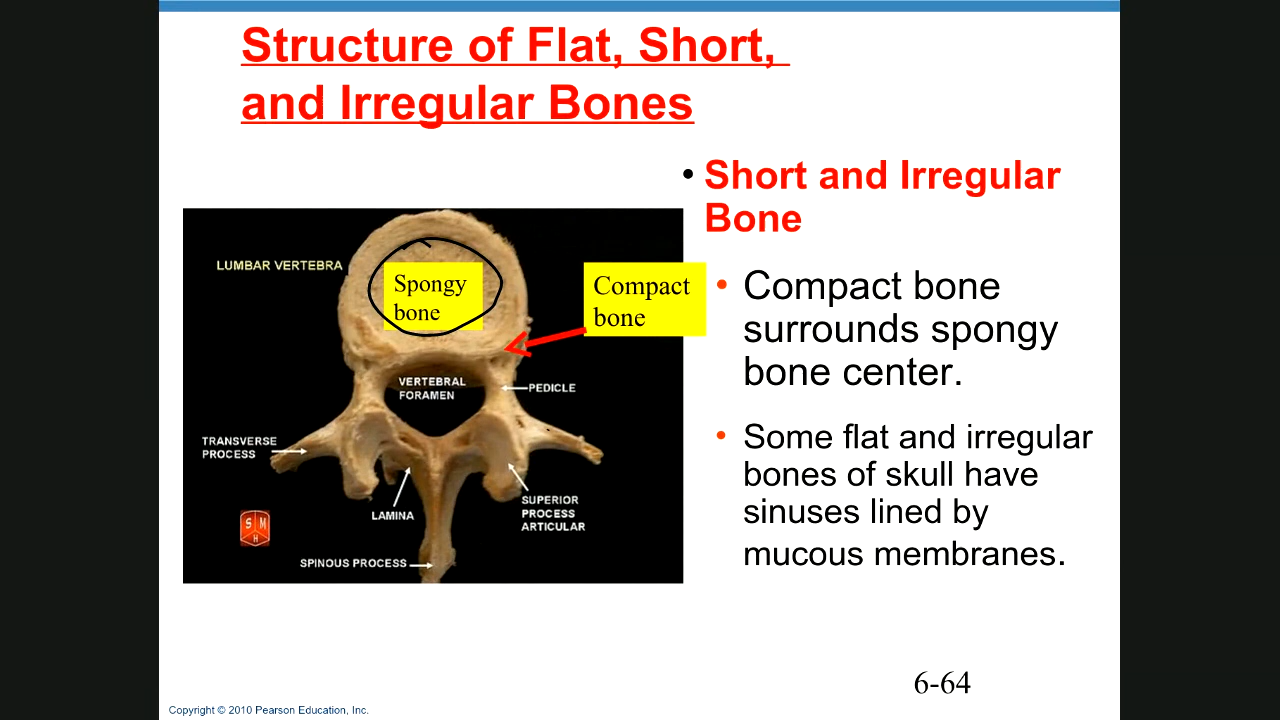 Structure of Flat, Short,
and Irregular Bones
• Short and Irregular
Bone
• Compact bone
surrounds spongy
bone center.
• Some flat and irregular
bones of skull have
sinuses lined by
mucous membranes.
LUMBAR VERTEBRA
Spongy
bone
Compact
bone
VERTEBRAL
FORAMEN
PEDICLE
TRANSVERSE
PROCESS
LAMINA
SUPERIOR
PROCESS
ARTICULAR
SPINOUS PROCESS
S M
H
6-64
Copyright © 2010 Pearson Education, Inc.